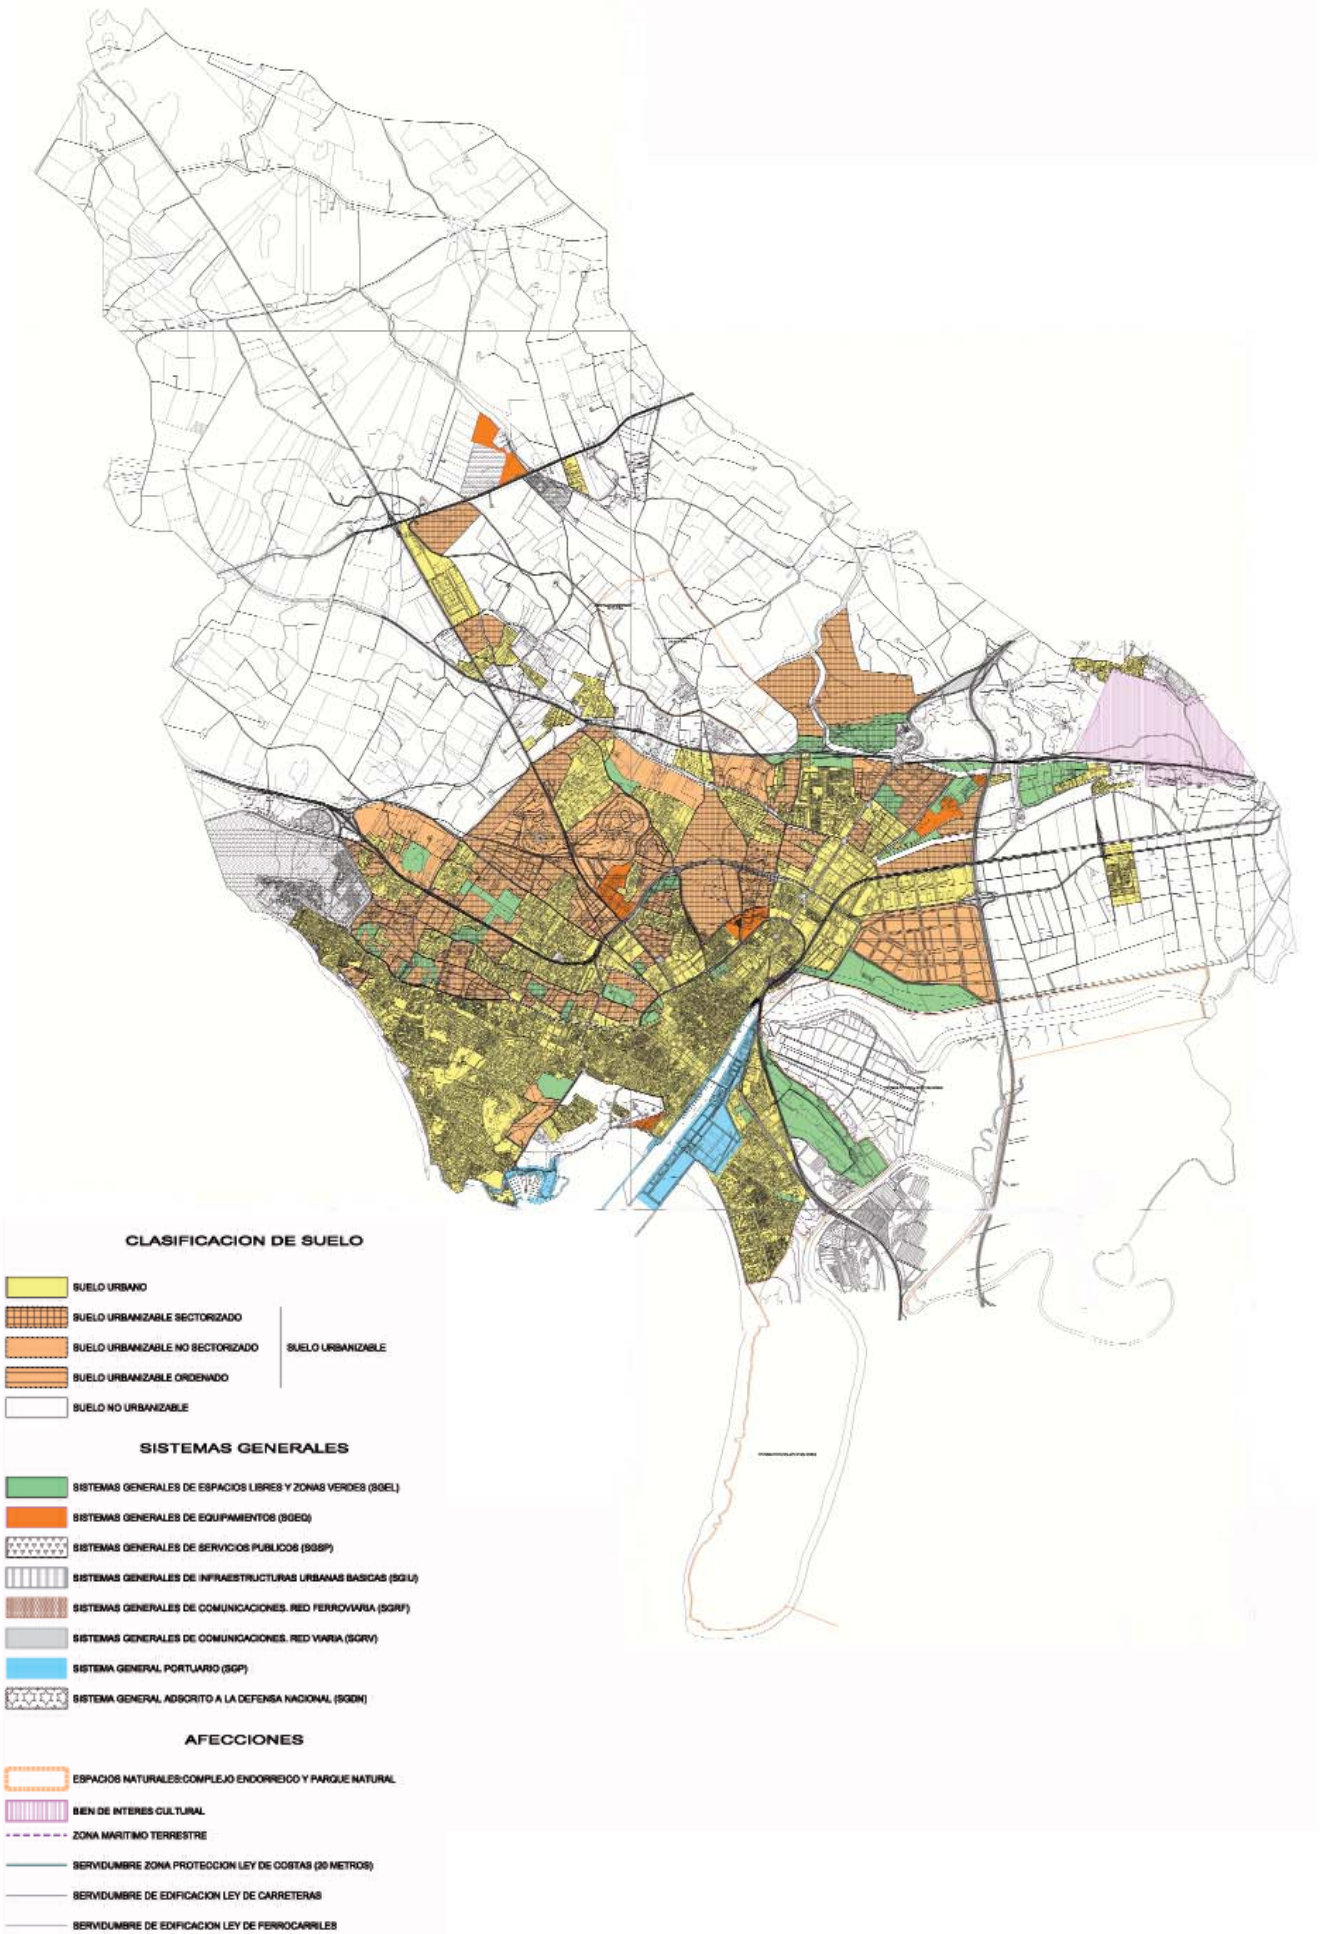 CLASIFICACION DE SUELO
SUELO URBANO
SUELO URBANIZABLE SECTORIZADO
SUELO URBANIZABLE NO SECTORIZADO
SUELO URBANIZABLE
SUELO URBANIZABLE ORDENADO
SUELO NO URBANIZABLE
SISTEMAS GENERALES
SISTEMAS GENERALES DE ESPACIOS LIBRES Y ZONAS VERDES (SGEL)
SISTEMAS GENERALES DE EQUIPAMIENTOS (SGEQ)
SISTEMAS GENERALES DE SERVICIOS PUBLICOS (SGSP)
SISTEMAS GENERALES DE INFRAESTRUCTURAS URBANAS BASICAS (SGIU)
SISTEMAS GENERALES DE COMUNICACIONES. RED FERROVIARIA (SGRF)
SISTEMAS GENERALES DE COMUNICACIONES. RED VIARIA (SGRV)
SISTEMA GENERAL PORTUARIO (SGP)
SISTEMA GENERAL ADSCRITO A LA DEFENSA NACIONAL (SGDN)
AFECCIONES
ESPACIOS NATURALES:COMPLEJO ENDORREICO Y PARQUE NATURAL
BIEN DE INTERES CULTURAL
ZONA MARITIMO TERRESTRE
SERVIDUMBRE ZONA PROTECCION LEY DE COSTAS (20 METROS)
SERVIDUMBRE DE EDIFICACION LEY DE CARRETERAS
SERVIDUMBRE DE EDIFICACION LEY DE FERROCARRILES